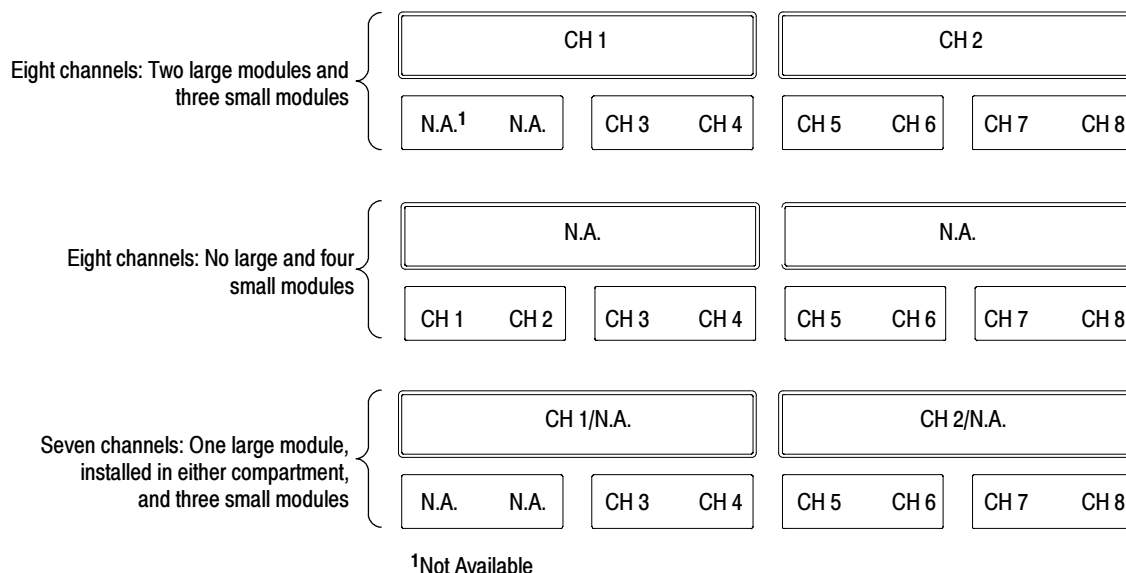 CH 1 CH 2
Eight channels: Two large modules and
three small modules
N.A.1 N.A. CH 3 CH 4 CH 5 CH 6 CH 7 CH 8
N.A. N.A.
Eight channels: No large and four
small modules
CH 1 CH 2 CH 3 CH 4 CH 5 CH 6 CH 7 CH 8
CH 1/N.A. CH 2/N.A.
Seven channels: One large module,
installed in either compartment,
and three small modules
N.A. N.A. CH 3 CH 4 CH 5 CH 6 CH 7 CH 8
1Not Available